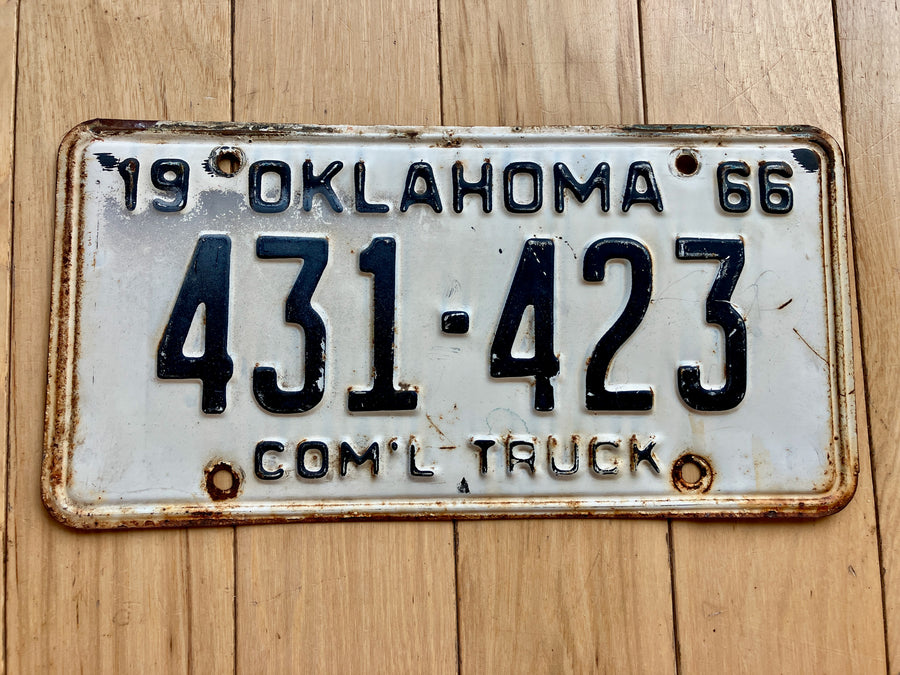 19 OKLAHOMA 66
431-423
COM'L TRUCK